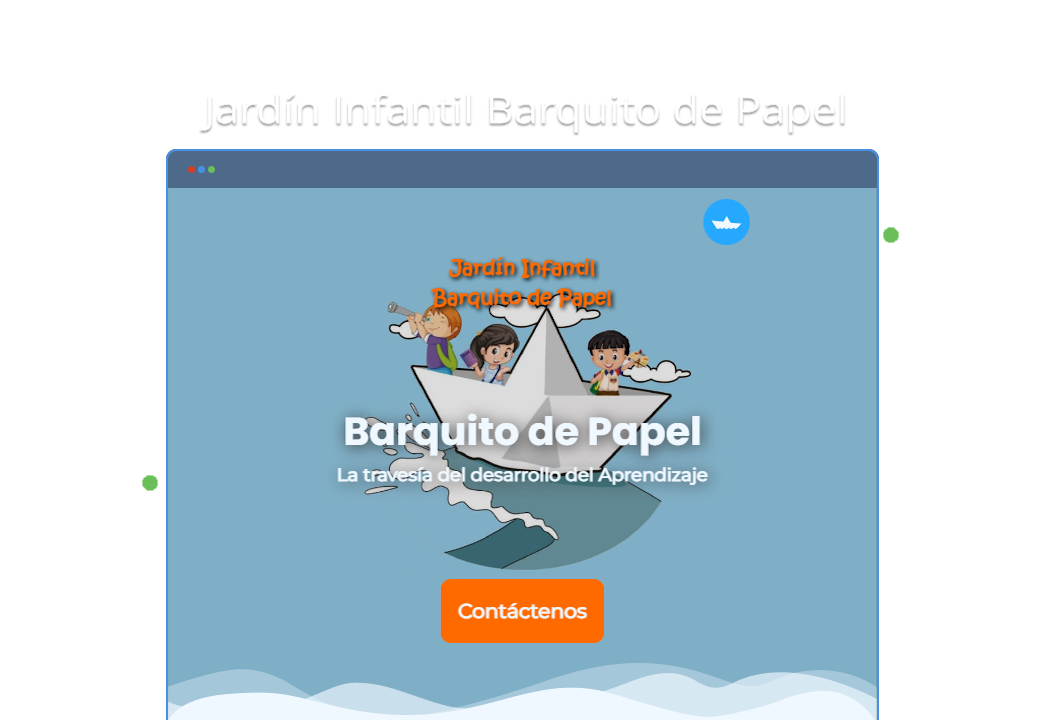 Jardín Infantil Barquito de Papel
Jardín Infantil
Barquito de Papel
Barquito de Papel
La travesía del desarrollo del Aprendizaje
Contáctenos